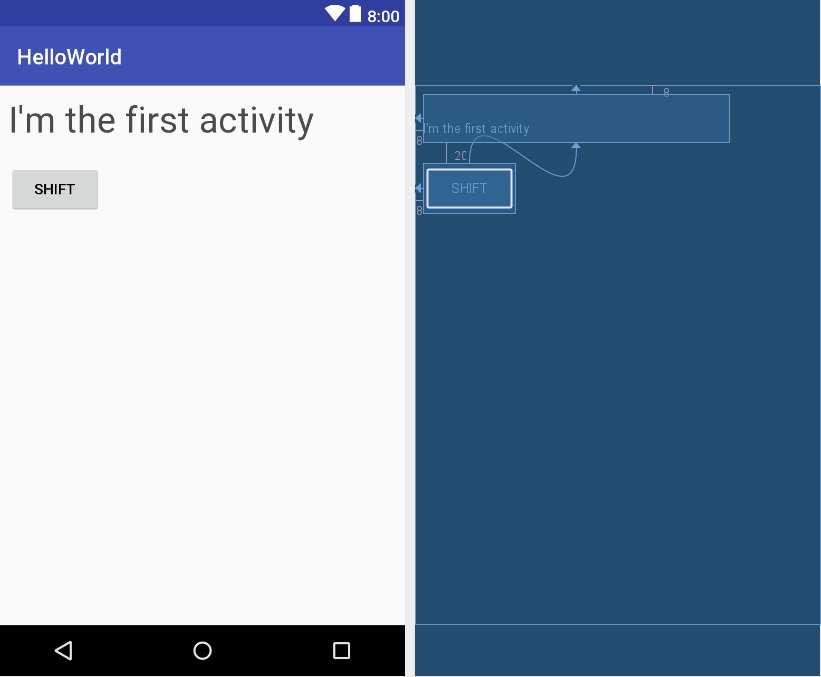 8:00
HelloWorld
I'm the first activity
SHIFT
8
I'm the first activity
8
20
SHIFT
8